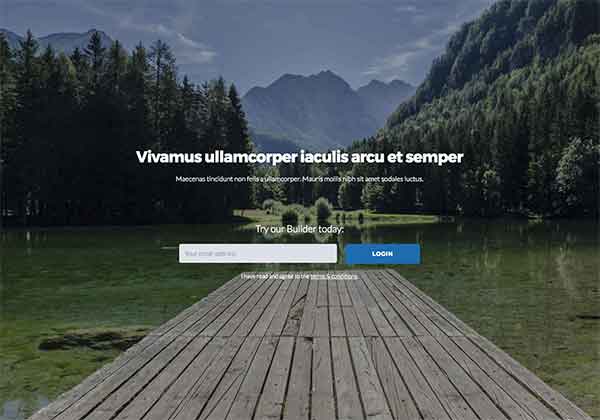 Vivamus ullamcorper iaculis arcu et semper
Maecenas tincidunt non felis a ullamcorper. Mauris mollis nibh sit amet sodales luctus.
Try our Builder today:
Your email address
LOGIN
I have read and agree to the terms & conditions